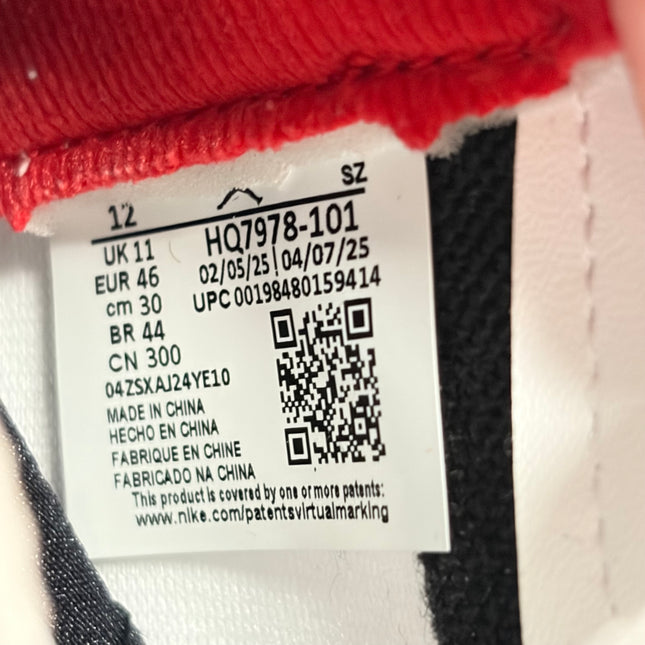 12
SZ
UK 11
EUR 46
cm 30
BR 44
CN 300
HQ7978-101
02/05/25 | 04/07/25
UPC 00198480159414
04ZSXAJ24YE10
MADE IN CHINA
HECHO EN CHINA
FABRIQUE EN CHINE
FABRICADO NA CHINA
This product is covered by one or more patents:
www.nike.com/patentsvirtualmarking